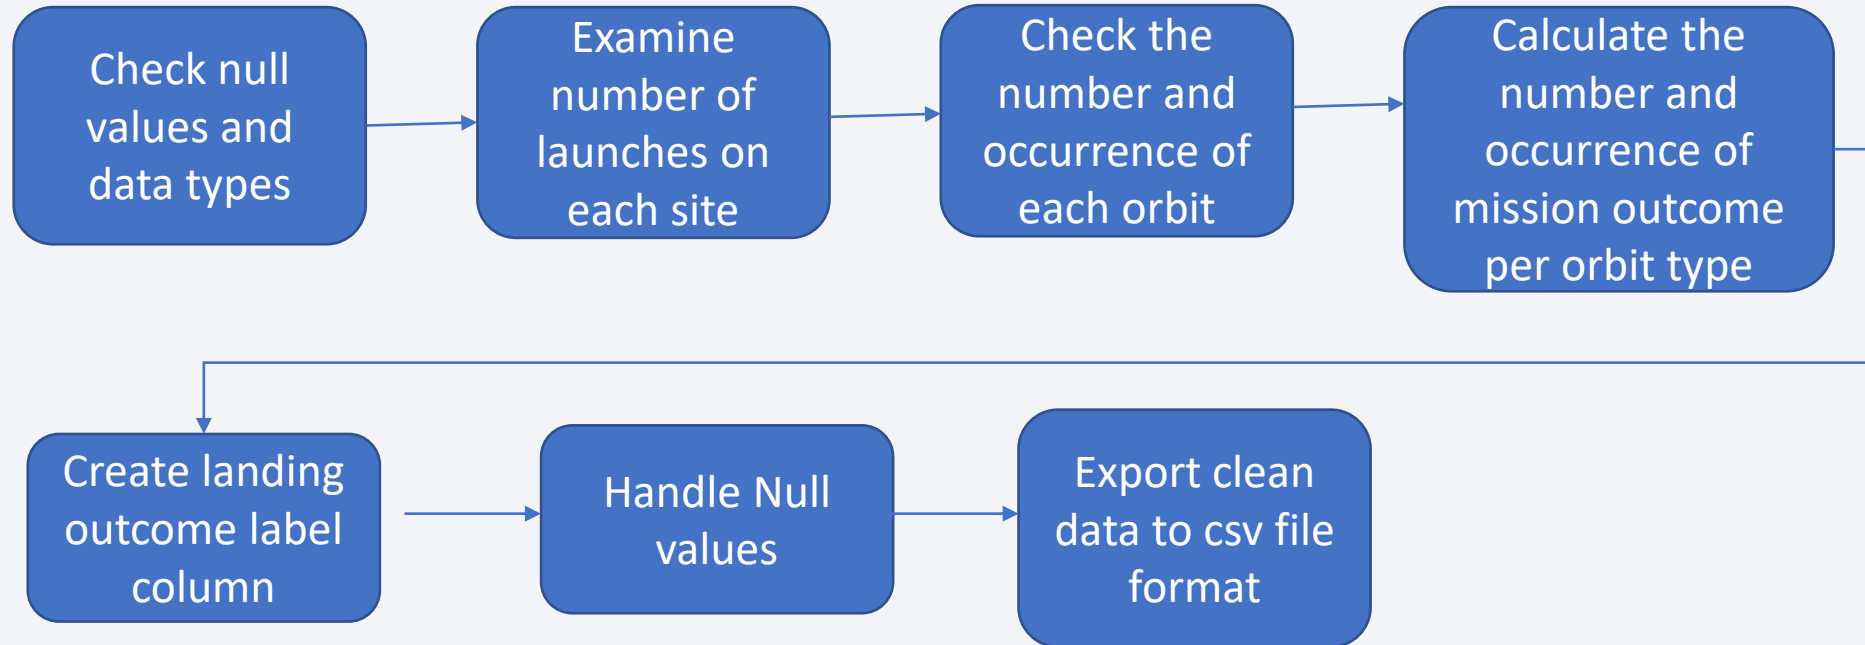 Check null
values and
data types
Examine
number of
launches on
each site
Check the
number and
occurrence of
each orbit
Calculate the
number and
occurrence of
mission outcome
per orbit type
Create landing
outcome label
column
Handle Null
values
Export clean
data to csv file
format